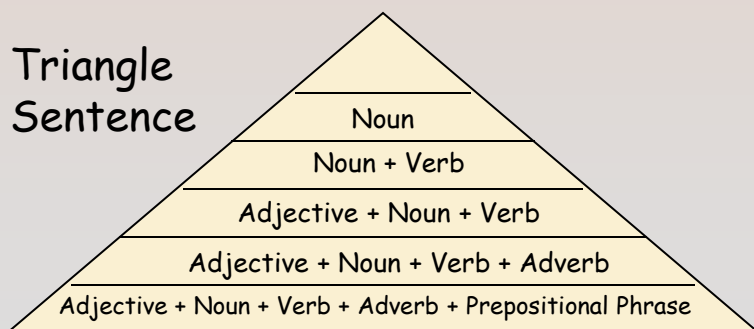 Triangle
Sentence
Noun
Noun + Verb
Adjective + Noun + Verb
Adjective + Noun + Verb + Adverb
Adjective + Noun + Verb + Adverb + Prepositional Phrase